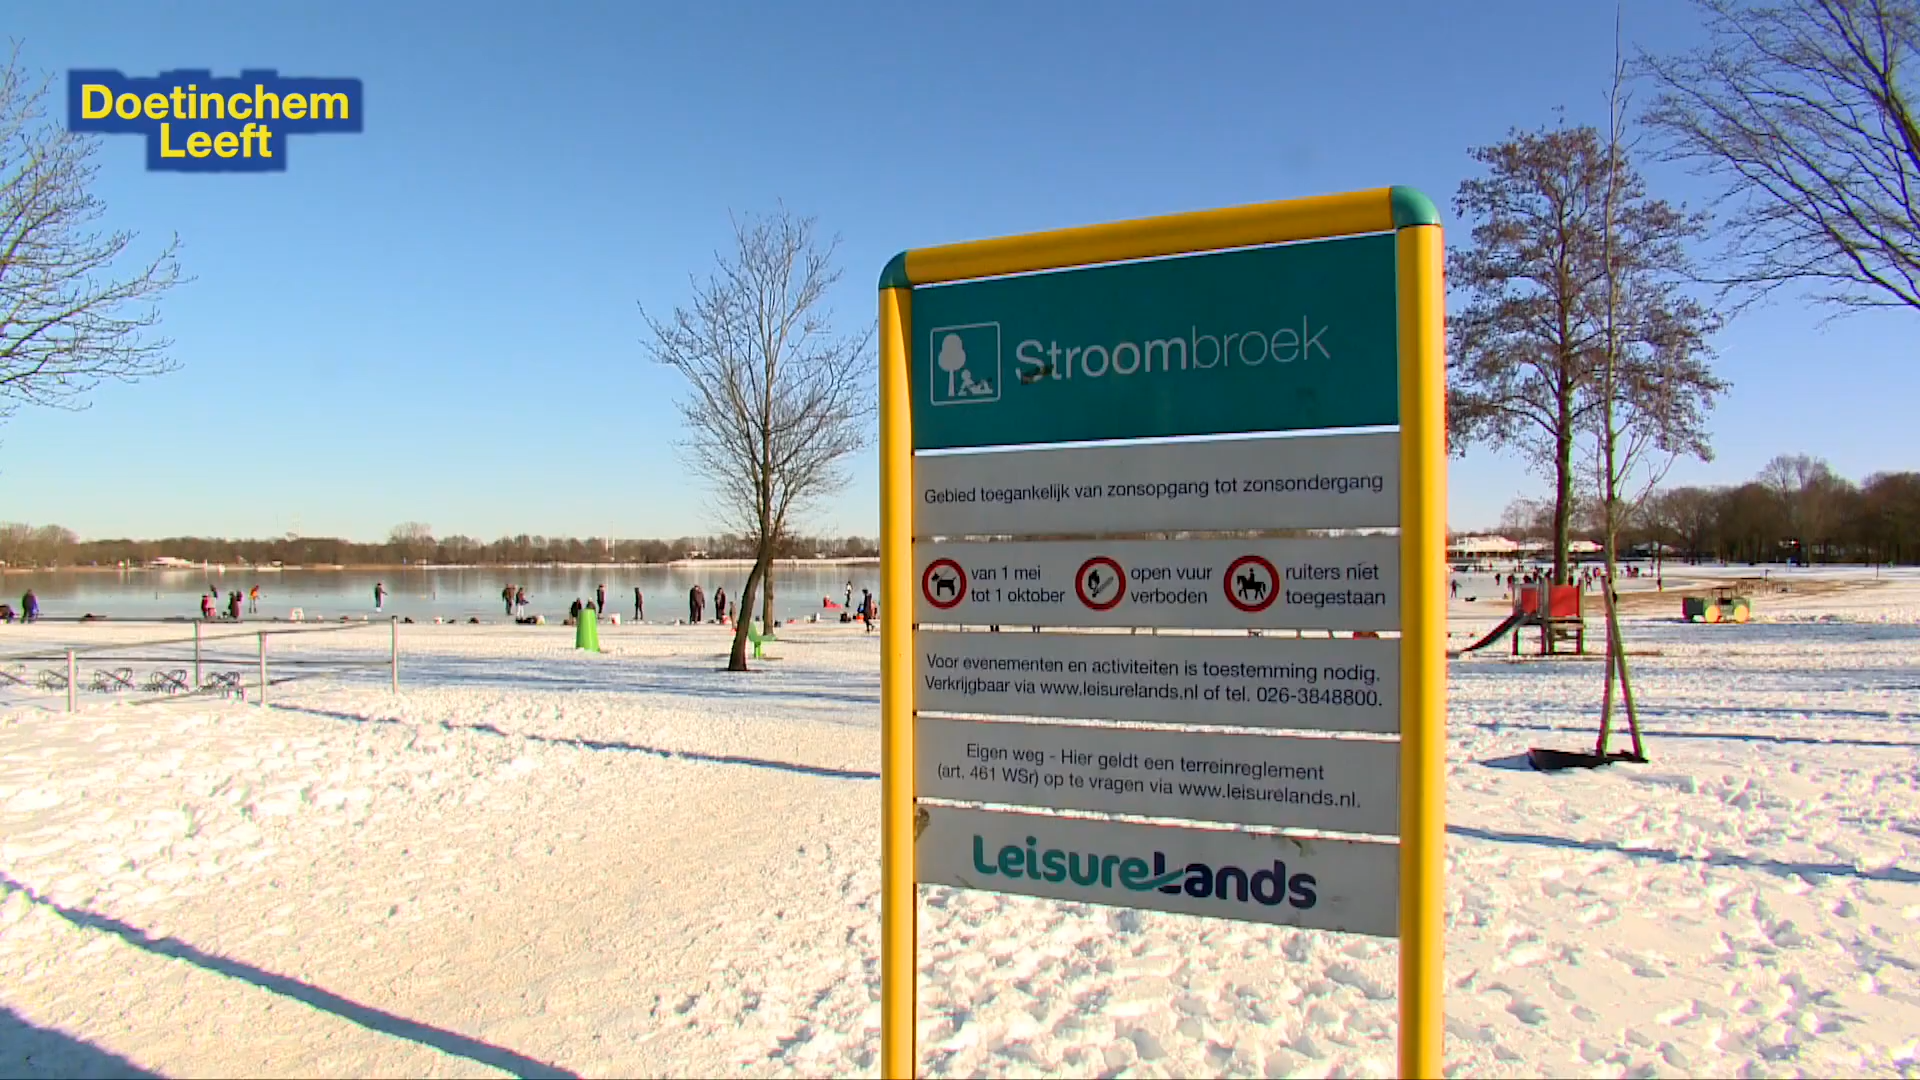 Doetinchem
Leeft
Stroombroek
Gebied toegankelijk van zonsopgang tot zonsondergang
van 1 mei
tot 1 oktober
open vuur
verboden
ruiters niet
toegestaan
Voor evenementen en activiteiten is toestemming nodig.
Verkrijgbaar via www.leisurelands.nl of tel. 026-3848800.
Eigen weg - Hier geldt een terreinreglement
(art. 461 WSr) op te vragen via www.leisurelands.nl.
LeisureLands